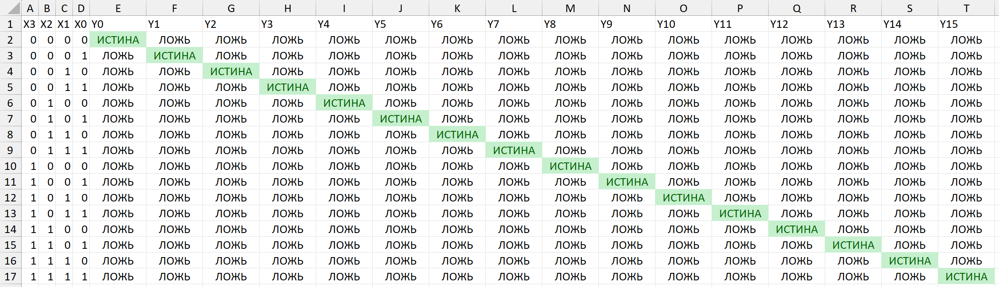 A B C D E F G H I J K L M N O P Q R S T
1 X3 X2 X1 X0 Y0 Y1 Y2 Y3 Y4 Y5 Y6 Y7 Y8 Y9 Y10 Y11 Y12 Y13 Y14 Y15
2 0 0 0 0 ИСТИНА ЛОЖЬ ЛОЖЬ ЛОЖЬ ЛОЖЬ ЛОЖЬ ЛОЖЬ ЛОЖЬ ЛОЖЬ ЛОЖЬ ЛОЖЬ ЛОЖЬ ЛОЖЬ ЛОЖЬ ЛОЖЬ ЛОЖЬ
3 0 0 0 1 ЛОЖЬ ИСТИНА ЛОЖЬ ЛОЖЬ ЛОЖЬ ЛОЖЬ ЛОЖЬ ЛОЖЬ ЛОЖЬ ЛОЖЬ ЛОЖЬ ЛОЖЬ ЛОЖЬ ЛОЖЬ ЛОЖЬ ЛОЖЬ
4 0 0 1 0 ЛОЖЬ ЛОЖЬ ИСТИНА ЛОЖЬ ЛОЖЬ ЛОЖЬ ЛОЖЬ ЛОЖЬ ЛОЖЬ ЛОЖЬ ЛОЖЬ ЛОЖЬ ЛОЖЬ ЛОЖЬ ЛОЖЬ ЛОЖЬ
5 0 0 1 1 ЛОЖЬ ЛОЖЬ ЛОЖЬ ИСТИНА ЛОЖЬ ЛОЖЬ ЛОЖЬ ЛОЖЬ ЛОЖЬ ЛОЖЬ ЛОЖЬ ЛОЖЬ ЛОЖЬ ЛОЖЬ ЛОЖЬ ЛОЖЬ
6 0 1 0 0 ЛОЖЬ ЛОЖЬ ЛОЖЬ ЛОЖЬ ИСТИНА ЛОЖЬ ЛОЖЬ ЛОЖЬ ЛОЖЬ ЛОЖЬ ЛОЖЬ ЛОЖЬ ЛОЖЬ ЛОЖЬ ЛОЖЬ ЛОЖЬ
7 0 1 0 1 ЛОЖЬ ЛОЖЬ ЛОЖЬ ЛОЖЬ ЛОЖЬ ИСТИНА ЛОЖЬ ЛОЖЬ ЛОЖЬ ЛОЖЬ ЛОЖЬ ЛОЖЬ ЛОЖЬ ЛОЖЬ ЛОЖЬ ЛОЖЬ
8 0 1 1 0 ЛОЖЬ ЛОЖЬ ЛОЖЬ ЛОЖЬ ЛОЖЬ ЛОЖЬ ИСТИНА ЛОЖЬ ЛОЖЬ ЛОЖЬ ЛОЖЬ ЛОЖЬ ЛОЖЬ ЛОЖЬ ЛОЖЬ ЛОЖЬ
9 0 1 1 1 ЛОЖЬ ЛОЖЬ ЛОЖЬ ЛОЖЬ ЛОЖЬ ЛОЖЬ ЛОЖЬ ИСТИНА ЛОЖЬ ЛОЖЬ ЛОЖЬ ЛОЖЬ ЛОЖЬ ЛОЖЬ ЛОЖЬ ЛОЖЬ
10 1 0 0 0 ЛОЖЬ ЛОЖЬ ЛОЖЬ ЛОЖЬ ЛОЖЬ ЛОЖЬ ЛОЖЬ ЛОЖЬ ИСТИНА ЛОЖЬ ЛОЖЬ ЛОЖЬ ЛОЖЬ ЛОЖЬ ЛОЖЬ ЛОЖЬ
11 1 0 0 1 ЛОЖЬ ЛОЖЬ ЛОЖЬ ЛОЖЬ ЛОЖЬ ЛОЖЬ ЛОЖЬ ЛОЖЬ ЛОЖЬ ИСТИНА ЛОЖЬ ЛОЖЬ ЛОЖЬ ЛОЖЬ ЛОЖЬ ЛОЖЬ
12 1 0 1 0 ЛОЖЬ ЛОЖЬ ЛОЖЬ ЛОЖЬ ЛОЖЬ ЛОЖЬ ЛОЖЬ ЛОЖЬ ЛОЖЬ ЛОЖЬ ИСТИНА ЛОЖЬ ЛОЖЬ ЛОЖЬ ЛОЖЬ ЛОЖЬ
13 1 0 1 1 ЛОЖЬ ЛОЖЬ ЛОЖЬ ЛОЖЬ ЛОЖЬ ЛОЖЬ ЛОЖЬ ЛОЖЬ ЛОЖЬ ЛОЖЬ ЛОЖЬ ИСТИНА ЛОЖЬ ЛОЖЬ ЛОЖЬ ЛОЖЬ
14 1 1 0 0 ЛОЖЬ ЛОЖЬ ЛОЖЬ ЛОЖЬ ЛОЖЬ ЛОЖЬ ЛОЖЬ ЛОЖЬ ЛОЖЬ ЛОЖЬ ЛОЖЬ ЛОЖЬ ИСТИНА ЛОЖЬ ЛОЖЬ ЛОЖЬ
15 1 1 0 1 ЛОЖЬ ЛОЖЬ ЛОЖЬ ЛОЖЬ ЛОЖЬ ЛОЖЬ ЛОЖЬ ЛОЖЬ ЛОЖЬ ЛОЖЬ ЛОЖЬ ЛОЖЬ ЛОЖЬ ИСТИНА ЛОЖЬ ЛОЖЬ
16 1 1 1 0 ЛОЖЬ ЛОЖЬ ЛОЖЬ ЛОЖЬ ЛОЖЬ ЛОЖЬ ЛОЖЬ ЛОЖЬ ЛОЖЬ ЛОЖЬ ЛОЖЬ ЛОЖЬ ЛОЖЬ ЛОЖЬ ИСТИНА ЛОЖЬ
17 1 1 1 1 ЛОЖЬ ЛОЖЬ ЛОЖЬ ЛОЖЬ ЛОЖЬ ЛОЖЬ ЛОЖЬ ЛОЖЬ ЛОЖЬ ЛОЖЬ ЛОЖЬ ЛОЖЬ ЛОЖЬ ЛОЖЬ ЛОЖЬ ИСТИНА